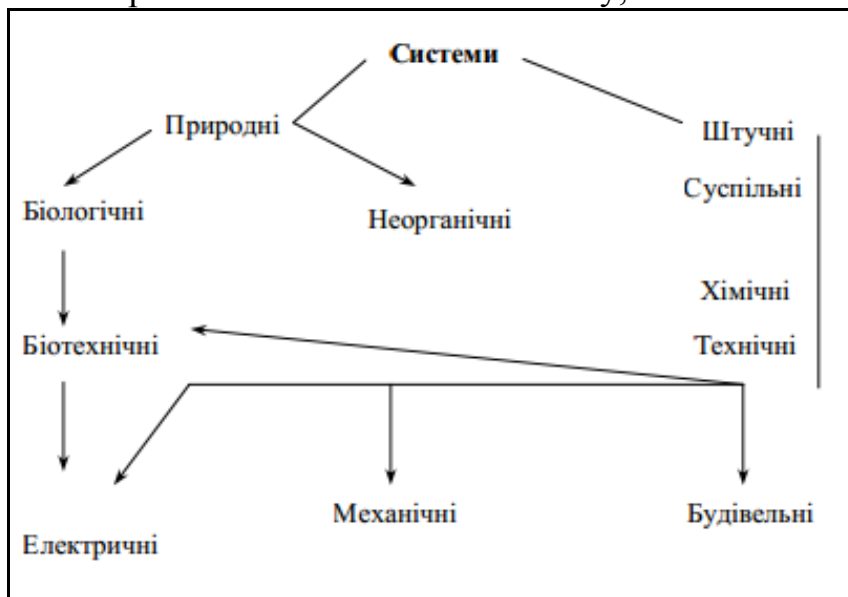 Системи
Природні
Штучні
Суспільні
Біологічні
Неорганічні
Хімічні
Біотехнічні
Технічні
Механічні
Будівельні
Електричні